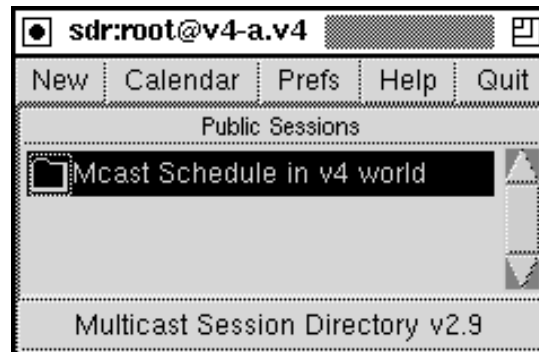 sdr:root@v4-a.v4
New Calendar Prefs Help Quit
Public Sessions
Mcast Schedule in v4 world
Multicast Session Directory v2.9